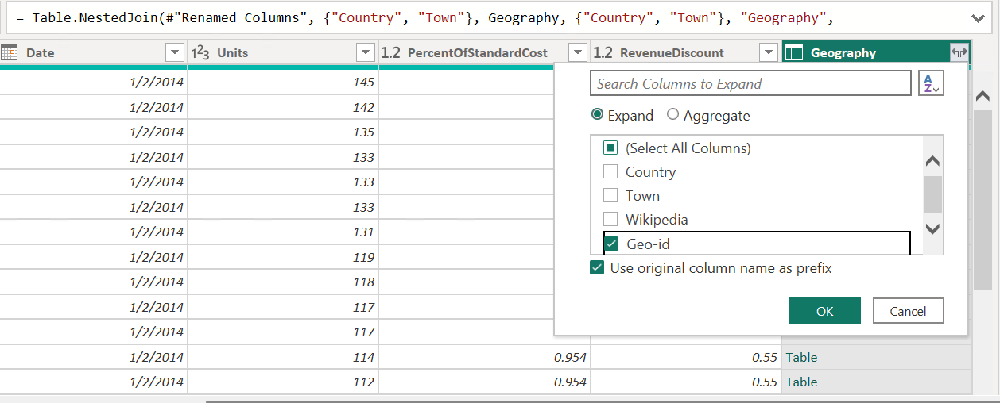 = Table.NestedJoin(#"Renamed Columns", {"Country", "Town"}, Geography, {"Country", "Town"}, "Geography",
Date 1²3 Units 1.2 PercentOfStandardCost 1.2 RevenueDiscount Geography
1/2/2014 145
Search Columns to Expand A Z
1/2/2014 142
Expand Aggregate
1/2/2014 135
(Select All Columns)
1/2/2014 133
Country
1/2/2014 133
Town
1/2/2014 133
Wikipedia
1/2/2014 131
Geo-id
1/2/2014 119
Use original column name as prefix
1/2/2014 118
1/2/2014 117
OK Cancel
1/2/2014 117
1/2/2014 114 0.954 0.55 Table
1/2/2014 112 0.954 0.55 Table